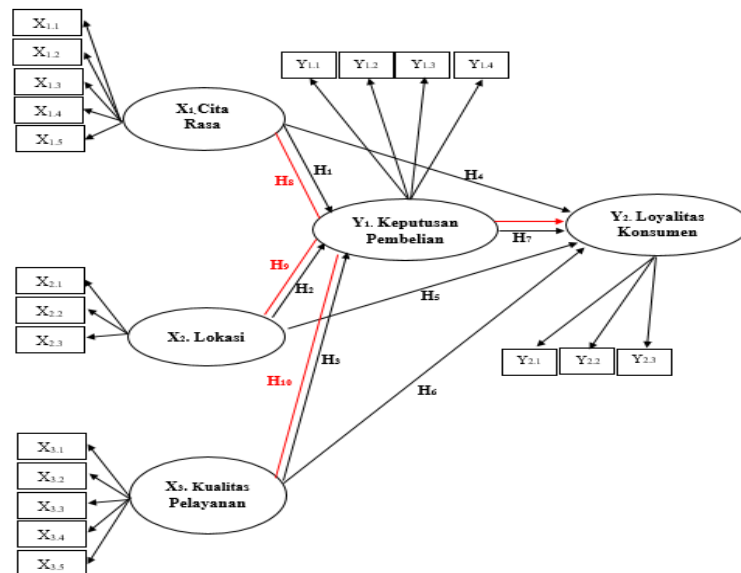 X1.1
X1.2
X1.3
X1.4
X1.5
X1.Cita
Rasa
Y1.1
Y1.2
Y1.3
Y1.4
H1
H8
H4
Y1. Keputusan
Pembelian
H7
Y2. Loyalitas
Konsumen
H9
H2
X2.1
X2.2
X2.3
X2. Lokasi
H5
H10
H3
H6
Y2.1
Y2.2
Y2.3
X3.1
X3.2
X3.3
X3.4
X3.5
X3. Kualitas
Pelayanan